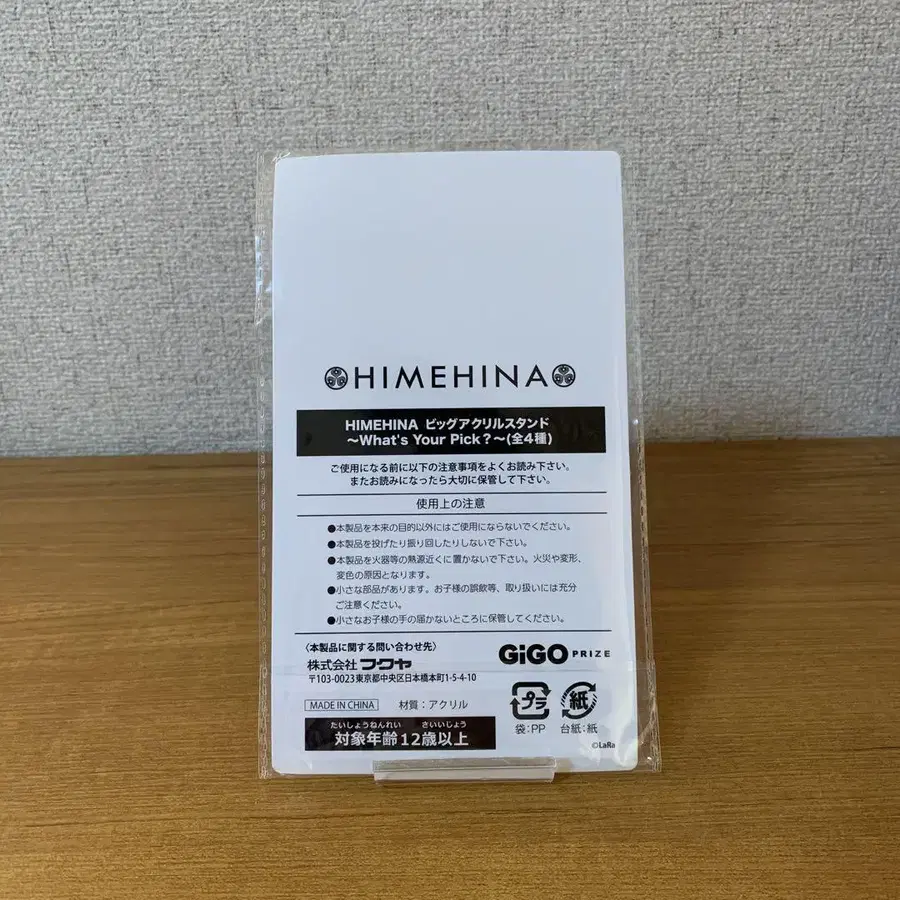 HIMEHINA
HIMEHINA ビッグアクリルスタンド
～What's Your Pick？～(全4種)
ご使用になる前に以下の注意事項をよくお読み下さい。
またお読みになったら大切に保管して下さい。
使用上の注意
●本製品を本来の目的以外にはご使用にならないでください。
●本製品を投げたり振り回したりしないで下さい。
●本製品を火器等の熱源近くに置かないで下さい。火災や変形、
変色の原因となります。
●小さな部品があります。お子様の誤飲等、取り扱いには充分
ご注意ください。
●小さなお子様の手の届かないところに保管してください。
〈本製品に関する問い合わせ先〉
株式会社 フクヤ
〒103-0023東京都中央区日本橋本町1-5-4-10
GiGO PRIZE
MADE IN CHINA 材質：アクリル
たいしょうねんれい さいいじょう
対象年齢12歳以上
プラ 紙
袋：PP 台紙：紙
©LaRa